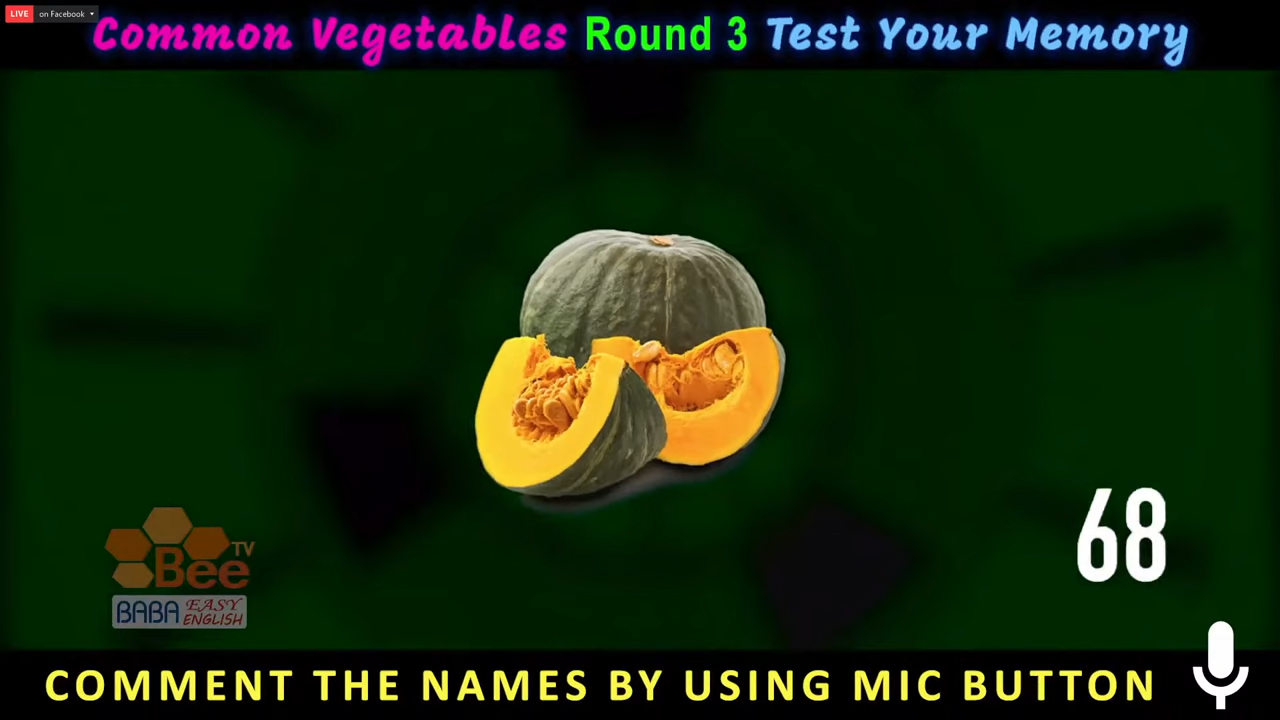 LIVE on Facebook
Common Vegetables Round 3 Test Your Memory
68
Bee TV
BABA EASY ENGLISH
COMMENT THE NAMES BY USING MIC BUTTON